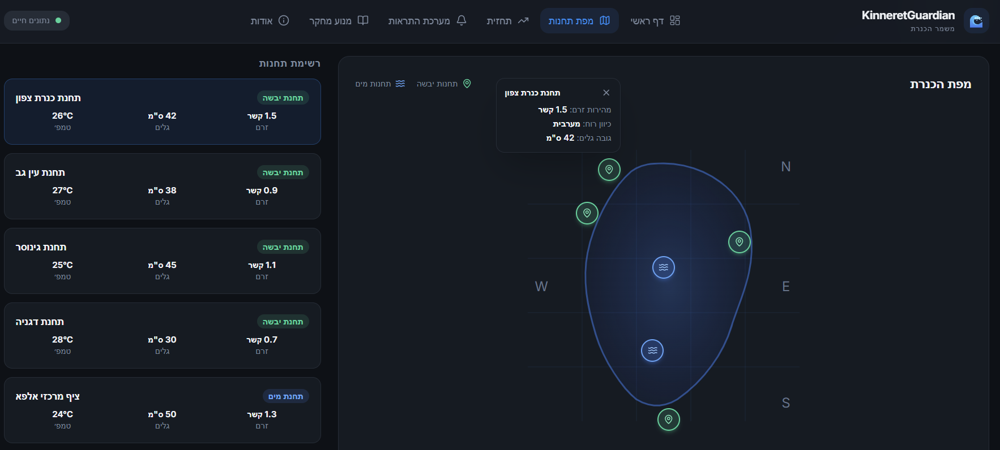 KinneretGuardian
משמר הכנרת
דף ראשי
מפת תחנות
תחזית
מערכת התראות
מנוע מחקר
אודות
נתונים חיים
מפת הכנרת
תחנות יבשה
תחנות מים
תחנת כנרת צפון
מהירות זרם: 1.5 קשר
כיוון רוח: מערבית
גובה גלים: 42 ס"מ
N
W
E
S
רשימת תחנות
תחנת יבשה
תחנת כנרת צפון
1.5 קשר
זרם
42 ס"מ
גלים
26°C
טמפ׳
תחנת יבשה
תחנת עין גב
0.9 קשר
זרם
38 ס"מ
גלים
27°C
טמפ׳
תחנת יבשה
תחנת גינוסר
1.1 קשר
זרם
45 ס"מ
גלים
25°C
טמפ׳
תחנת יבשה
תחנת דגניה
0.7 קשר
זרם
30 ס"מ
גלים
28°C
טמפ׳
תחנת מים
ציף מרכזי אלפא
1.3 קשר
זרם
50 ס"מ
גלים
24°C
טמפ׳